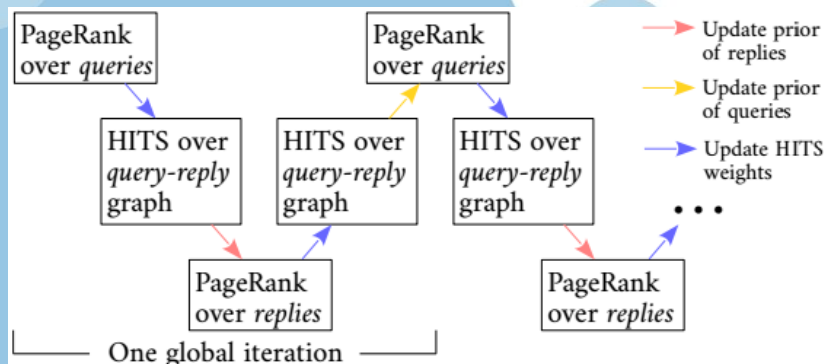 PageRank
over queries
HITS over
query-reply
graph
PageRank
over replies
HITS over
query-reply
graph
PageRank
over queries
HITS over
query-reply
graph
PageRank
over replies
...
One global iteration
Update prior
of replies
Update prior
of queries
Update HITS
weights